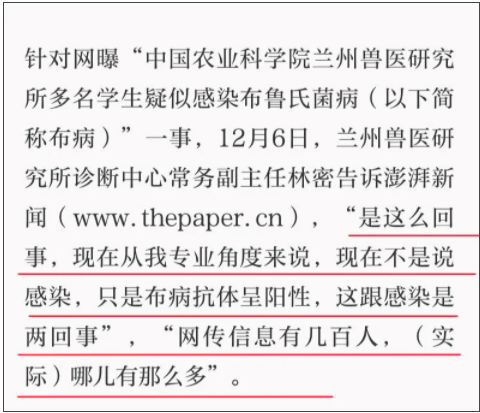 针对网曝“中国农业科学院兰州兽医研究
所多名学生疑似感染布鲁氏菌病（以下简
称布病）”一事，12月6日，兰州兽医研
究所诊断中心常务副主任林密告诉澎湃新
闻（www.thepaper.cn），“是这么回
事，现在从我专业角度来说，现在不是说
感染，只是布病抗体呈阳性，这跟感染是
两回事”，“网传信息有几百人，（实
际）哪儿有那么多”。